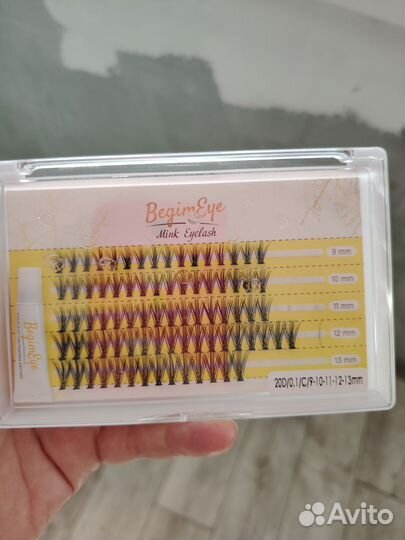 BegimEye
Mink Eyelash
9 mm
10 mm
11 mm
12 mm
13 mm
20D/0.1/C/9-10-11-12-13mm
BegimEye
Avito